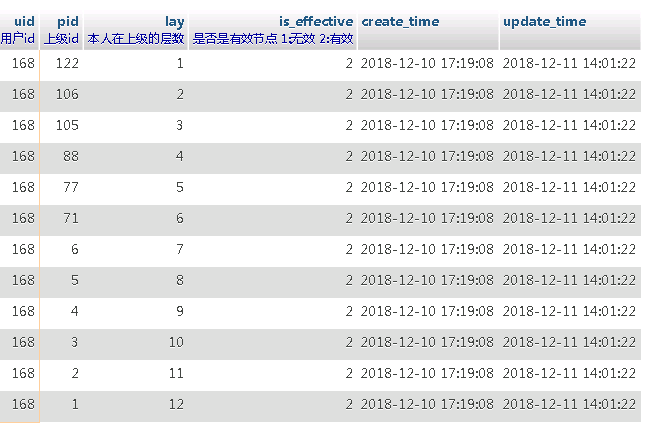 uid pid lay is_effective create_time update_time
用户id 上级id 本人在上级的层数 是否是有效节点 1:无效 2:有效
168 122 1 2 2018-12-10 17:19:08 2018-12-11 14:01:22
168 106 2 2 2018-12-10 17:19:08 2018-12-11 14:01:22
168 105 3 2 2018-12-10 17:19:08 2018-12-11 14:01:22
168 88 4 2 2018-12-10 17:19:08 2018-12-11 14:01:22
168 77 5 2 2018-12-10 17:19:08 2018-12-11 14:01:22
168 71 6 2 2018-12-10 17:19:08 2018-12-11 14:01:22
168 6 7 2 2018-12-10 17:19:08 2018-12-11 14:01:22
168 5 8 2 2018-12-10 17:19:08 2018-12-11 14:01:22
168 4 9 2 2018-12-10 17:19:08 2018-12-11 14:01:22
168 3 10 2 2018-12-10 17:19:08 2018-12-11 14:01:22
168 2 11 2 2018-12-10 17:19:08 2018-12-11 14:01:22
168 1 12 2 2018-12-10 17:19:08 2018-12-11 14:01:22